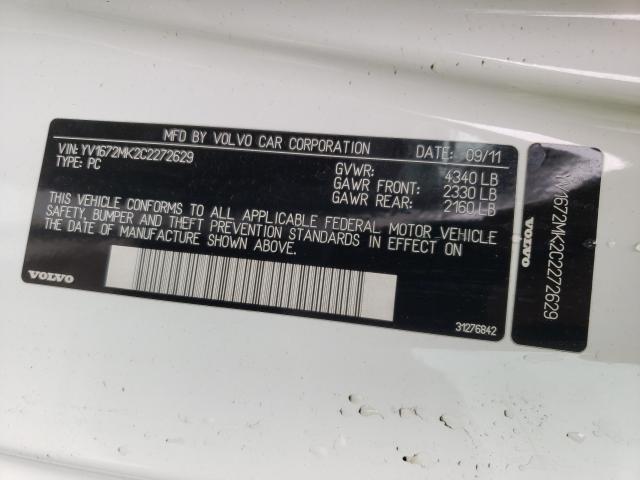 MFD BY VOLVO CAR CORPORATION DATE: 09/11
VIN: YV1672MK2C2272629
TYPE: PC
GVWR: 4340 LB
GAWR FRONT: 2330 LB
GAWR REAR: 2160 LB
THIS VEHICLE CONFORMS TO ALL APPLICABLE FEDERAL MOTOR VEHICLE
SAFETY, BUMPER AND THEFT PREVENTION STANDARDS IN EFFECT ON
THE DATE OF MANUFACTURE SHOWN ABOVE.
VOLVO
31276842
YV1672MK2C2272629
VOLVO